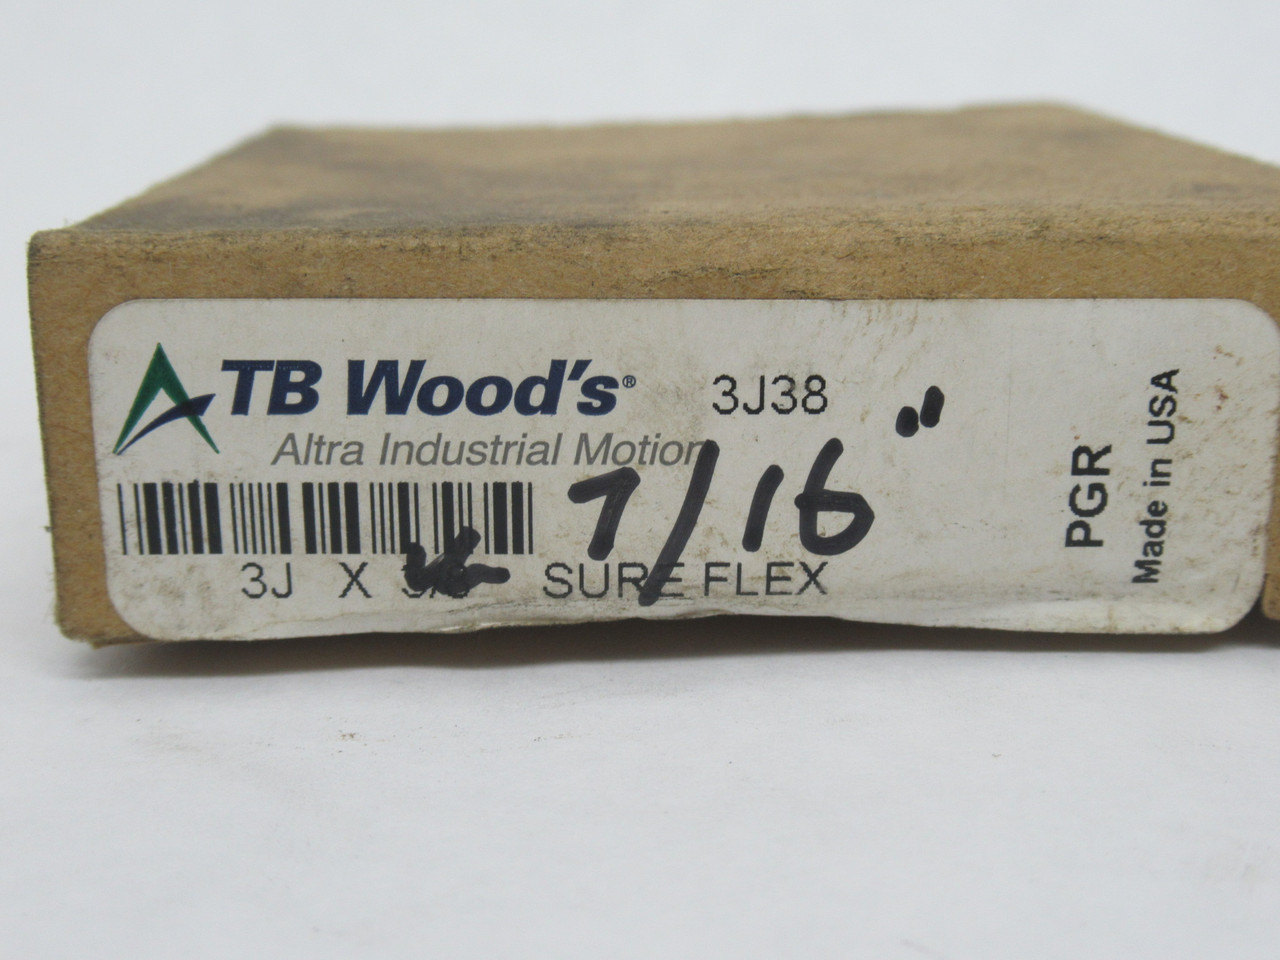 TB Wood's® 3J38
Altra Industrial Motion
7/16"
3J X SURE FLEX
PGR
Made in USA